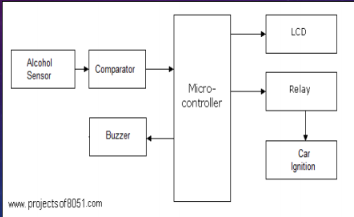 LCD
Alcohol
Sensor
Comparator
Micro-
controller
Relay
Buzzer
Car
Ignition
www.projectsof8051.com